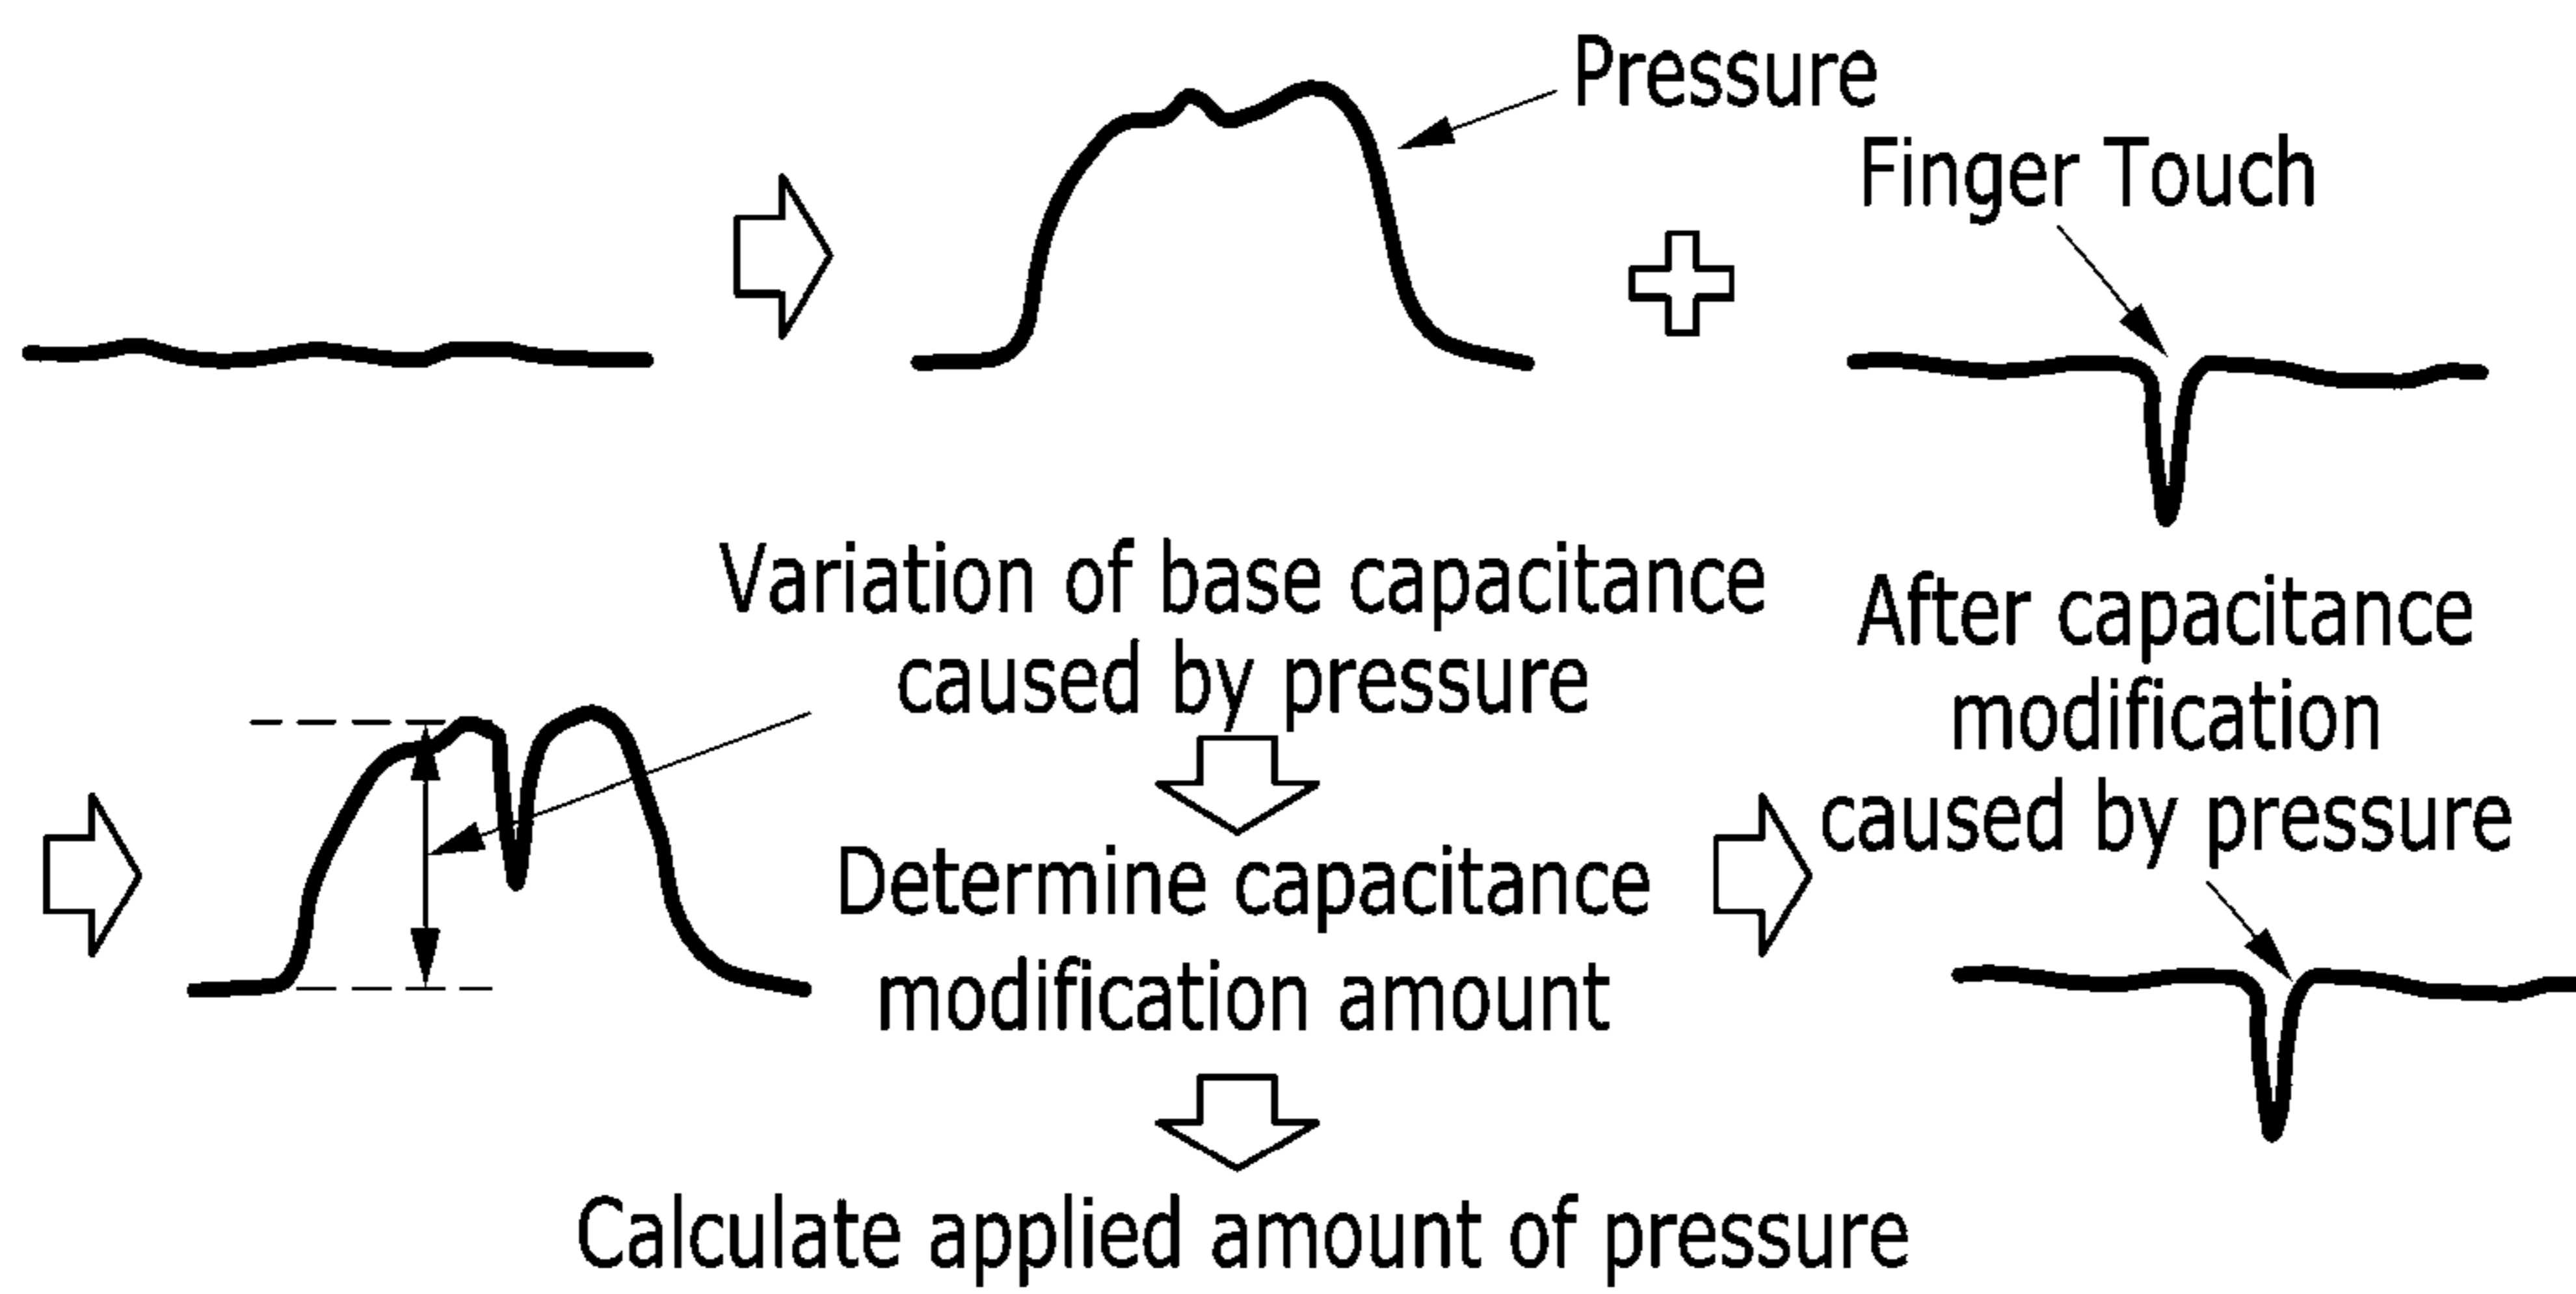 Pressure
Finger Touch
Variation of base capacitance
caused by pressure
Determine capacitance
modification amount
Calculate applied amount of pressure
After capacitance
modification
caused by pressure